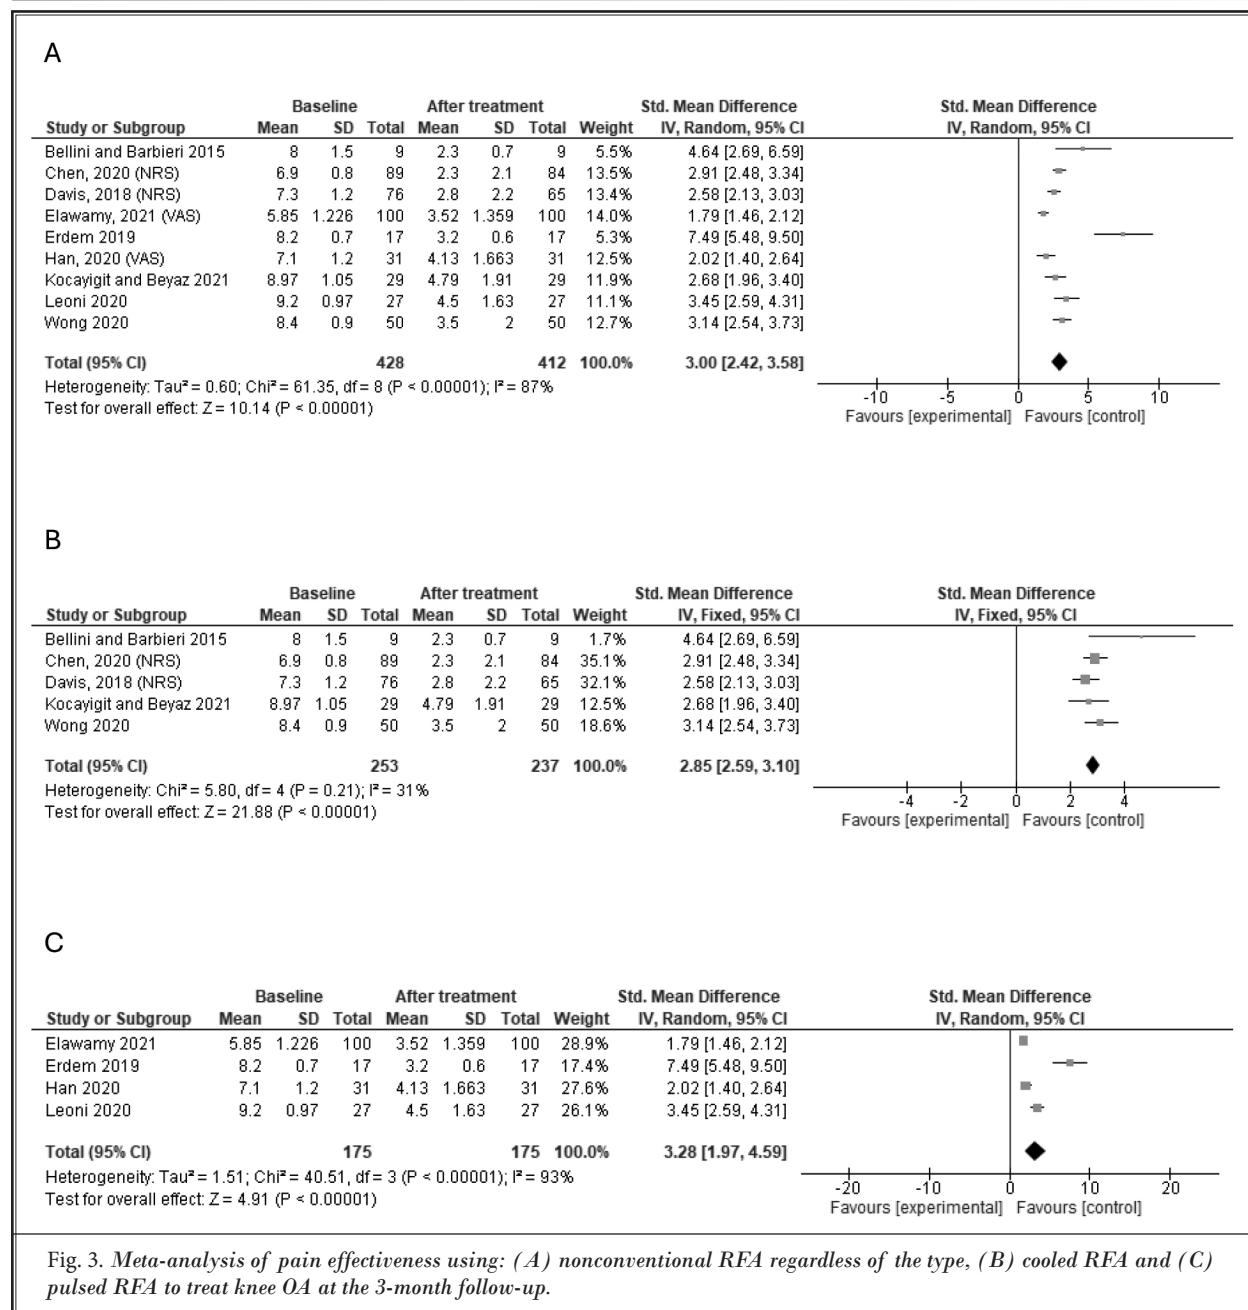 A
Baseline After treatment Std. Mean Difference Std. Mean Difference
Study or Subgroup Mean SD Total Mean SD Total Weight IV, Random, 95% CI IV, Random, 95% CI
Bellini and Barbieri 2015 8 1.5 9 2.3 0.7 9 5.5% 4.64 [2.69, 6.59]
Chen, 2020 (NRS) 6.9 0.8 89 2.3 2.1 84 13.5% 2.91 [2.48, 3.34]
Davis, 2018 (NRS) 7.3 1.2 76 2.8 2.2 65 13.4% 2.58 [2.13, 3.03]
Elawamy, 2021 (VAS) 5.85 1.226 100 3.52 1.359 100 14.0% 1.79 [1.46, 2.12]
Erdem 2019 8.2 0.7 17 3.2 0.6 17 5.3% 7.49 [5.48, 9.50]
Han, 2020 (VAS) 7.1 1.2 31 4.13 1.663 31 12.5% 2.02 [1.40, 2.64]
Kocayigit and Beyaz 2021 8.97 1.05 29 4.79 1.91 29 11.9% 2.68 [1.96, 3.40]
Leoni 2020 9.2 0.97 27 4.5 1.63 27 11.1% 3.45 [2.59, 4.31]
Wong 2020 8.4 0.9 50 3.5 2 50 12.7% 3.14 [2.54, 3.73]
Total (95% CI) 428 412 100.0% 3.00 [2.42, 3.58]
Heterogeneity: Tau² = 0.60; Chi² = 61.35, df = 8 (P < 0.00001); I² = 87%
Test for overall effect: Z = 10.14 (P < 0.00001)
-10 -5 0 5 10
Favours [experimental] Favours [control]
B
Baseline After treatment Std. Mean Difference Std. Mean Difference
Study or Subgroup Mean SD Total Mean SD Total Weight IV, Fixed, 95% CI IV, Fixed, 95% CI
Bellini and Barbieri 2015 8 1.5 9 2.3 0.7 9 1.7% 4.64 [2.69, 6.59]
Chen, 2020 (NRS) 6.9 0.8 89 2.3 2.1 84 35.1% 2.91 [2.48, 3.34]
Davis, 2018 (NRS) 7.3 1.2 76 2.8 2.2 65 32.1% 2.58 [2.13, 3.03]
Kocayigit and Beyaz 2021 8.97 1.05 29 4.79 1.91 29 12.5% 2.68 [1.96, 3.40]
Wong 2020 8.4 0.9 50 3.5 2 50 18.6% 3.14 [2.54, 3.73]
Total (95% CI) 253 237 100.0% 2.85 [2.59, 3.10]
Heterogeneity: Chi² = 5.80, df = 4 (P = 0.21); I² = 31%
Test for overall effect: Z = 21.88 (P < 0.00001)
-4 -2 0 2 4
Favours [experimental] Favours [control]
C
Baseline After treatment Std. Mean Difference Std. Mean Difference
Study or Subgroup Mean SD Total Mean SD Total Weight IV, Random, 95% CI IV, Random, 95% CI
Elawamy 2021 5.85 1.226 100 3.52 1.359 100 28.9% 1.79 [1.46, 2.12]
Erdem 2019 8.2 0.7 17 3.2 0.6 17 17.4% 7.49 [5.48, 9.50]
Han 2020 7.1 1.2 31 4.13 1.663 31 27.6% 2.02 [1.40, 2.64]
Leoni 2020 9.2 0.97 27 4.5 1.63 27 26.1% 3.45 [2.59, 4.31]
Total (95% CI) 175 175 100.0% 3.28 [1.97, 4.59]
Heterogeneity: Tau² = 1.51; Chi² = 40.51, df = 3 (P < 0.00001); I² = 93%
Test for overall effect: Z = 4.91 (P < 0.00001)
-20 -10 0 10 20
Favours [experimental] Favours [control]
Fig. 3. Meta-analysis of pain effectiveness using: (A) nonconventional RFA regardless of the type, (B) cooled RFA and (C)
pulsed RFA to treat knee OA at the 3-month follow-up.